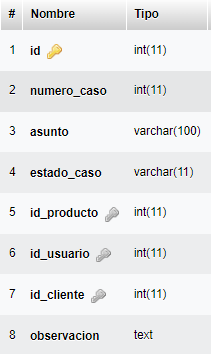 # Nombre Tipo
1 id int(11)
2 numero_caso int(11)
3 asunto varchar(100)
4 estado_caso varchar(11)
5 id_producto int(11)
6 id_usuario int(11)
7 id_cliente int(11)
8 observacion text